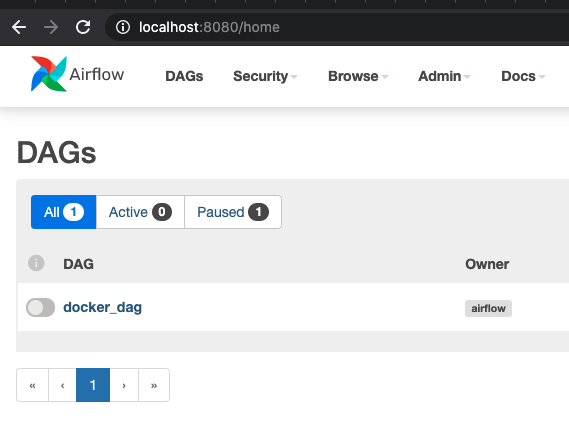 localhost:8080/home
Airflow DAGs Security Browse Admin Docs
DAGs
All 1 Active 0 Paused 1
i DAG Owner
docker_dag airflow
« ‹ 1 › »